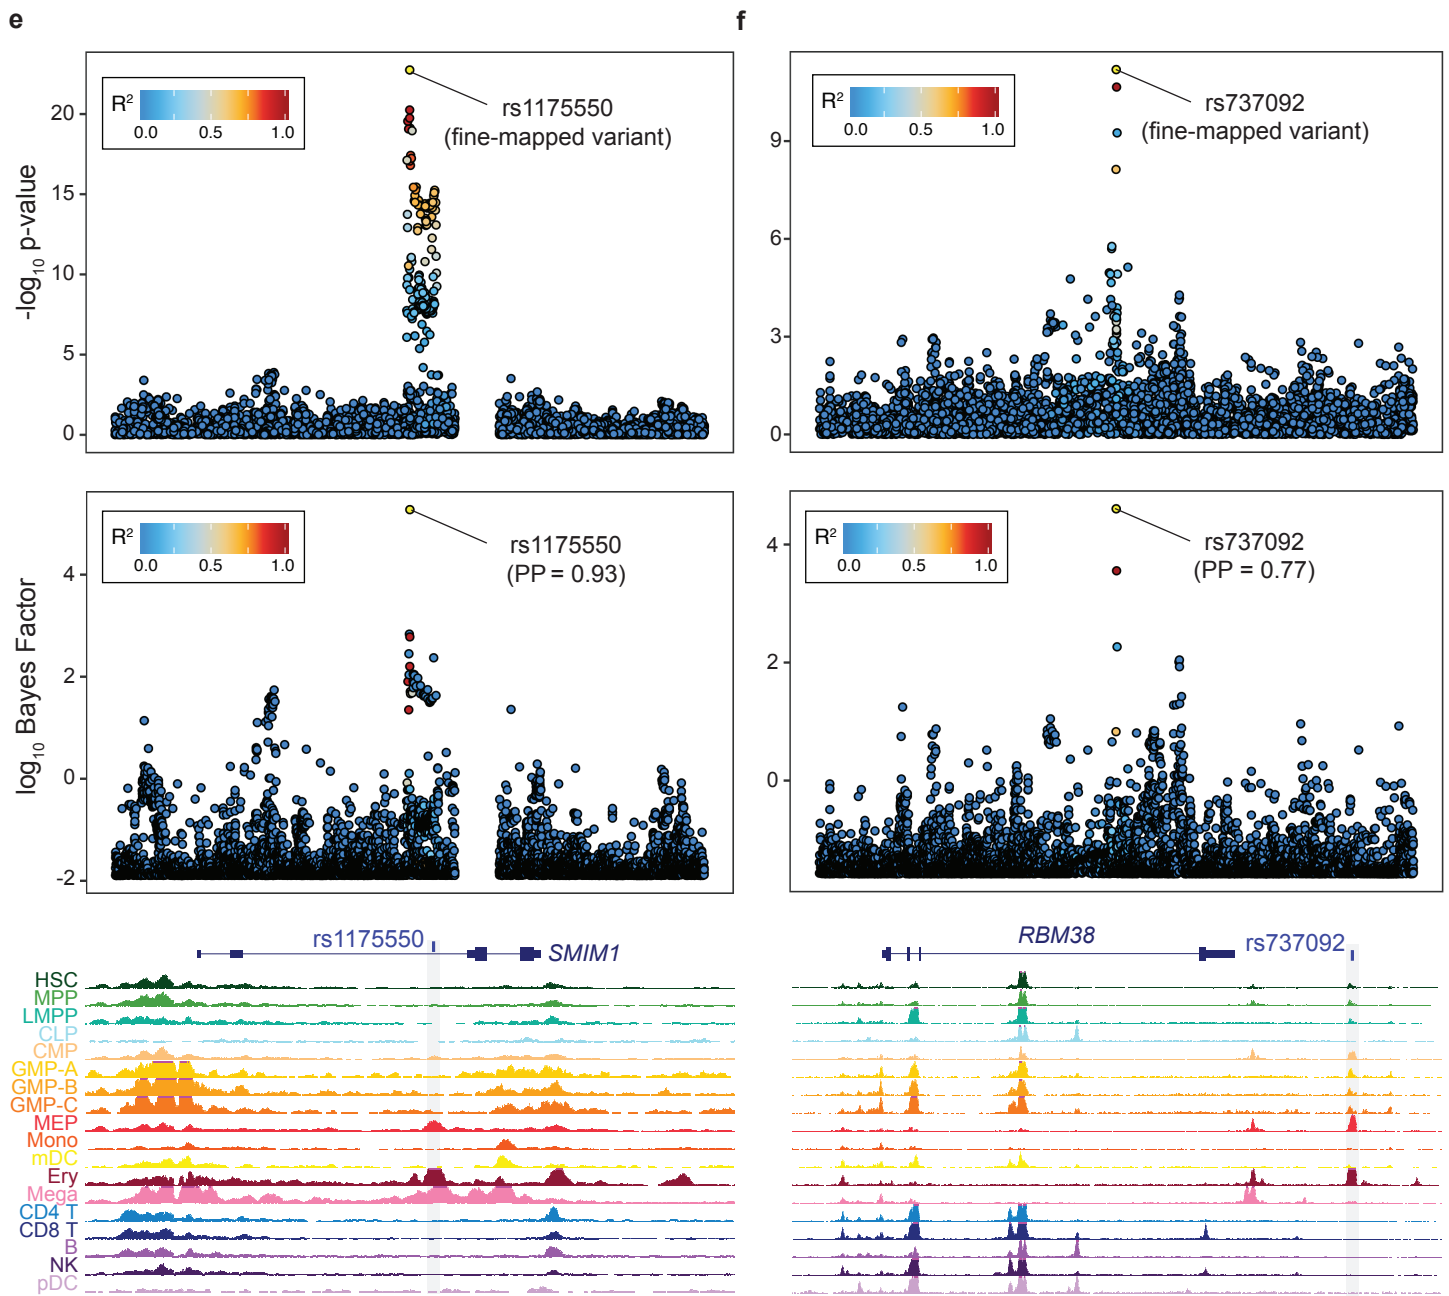 e
R²
0.0 0.5 1.0
rs1175550
(fine-mapped variant)
-log₁₀ p-value
20
15
10
5
0
R²
0.0 0.5 1.0
rs1175550
(PP = 0.93)
log₁₀ Bayes Factor
4
2
0
-2
rs1175550
SMIM1
HSC
MPP
LMPP
CLP
CMP
GMP-A
GMP-B
GMP-C
MEP
Mono
mDC
Ery
Mega
CD4 T
CD8 T
B
NK
pDC
f
R²
0.0 0.5 1.0
rs737092
(fine-mapped variant)
9
6
3
0
R²
0.0 0.5 1.0
rs737092
(PP = 0.77)
4
2
0
RBM38
rs737092